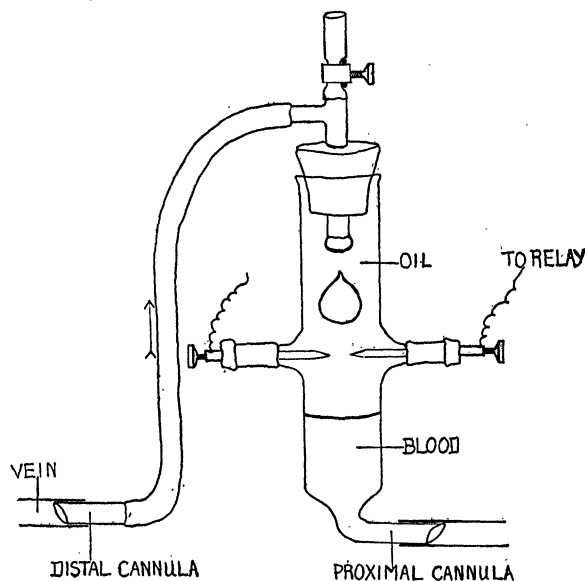 OIL
TO RELAY
BLOOD
VEIN
DISTAL CANNULA
PROXIMAL CANNULA